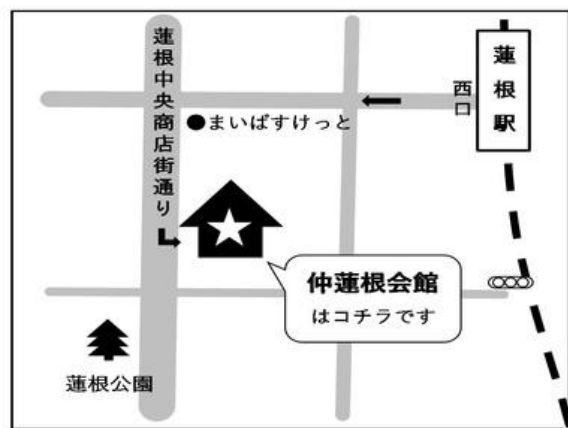 蓮根中央商店街通り
蓮根駅
西口
●まいばすけっと
仲蓮根会館
はコチラです
蓮根公園